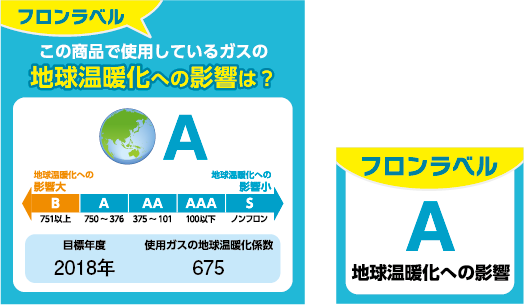 フロンラベル
この商品で使用しているガスの
地球温暖化への影響は？
A
地球温暖化への
影響大
地球温暖化への
影響小
B A AA AAA S
751以上 750～376 375～101 100以下 ノンフロン
目標年度 使用ガスの地球温暖化係数
2018年 675
フロンラベル
A
地球温暖化への影響